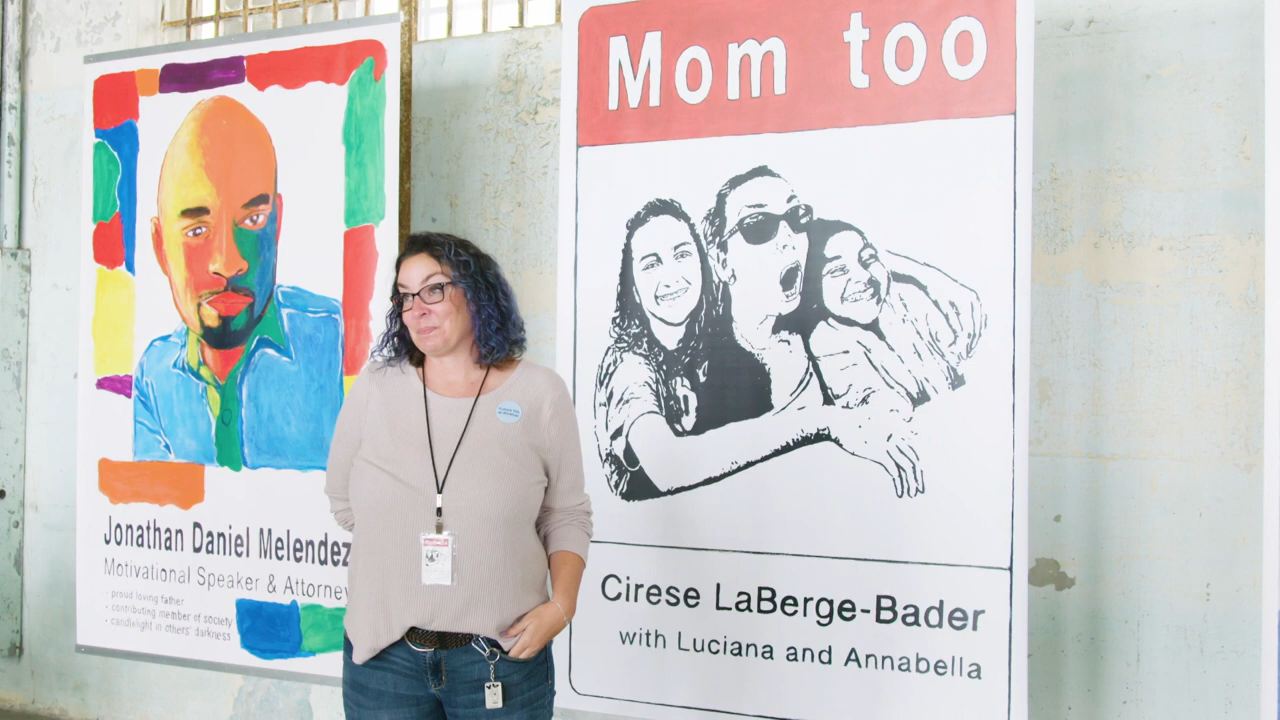 Jonathan Daniel Melendez
Motivational Speaker & Attorney
- proud loving father
- contributing member of society
- candlelight in others' darkness
Mom too
Cirese LaBerge-Bader
with Luciana and Annabella